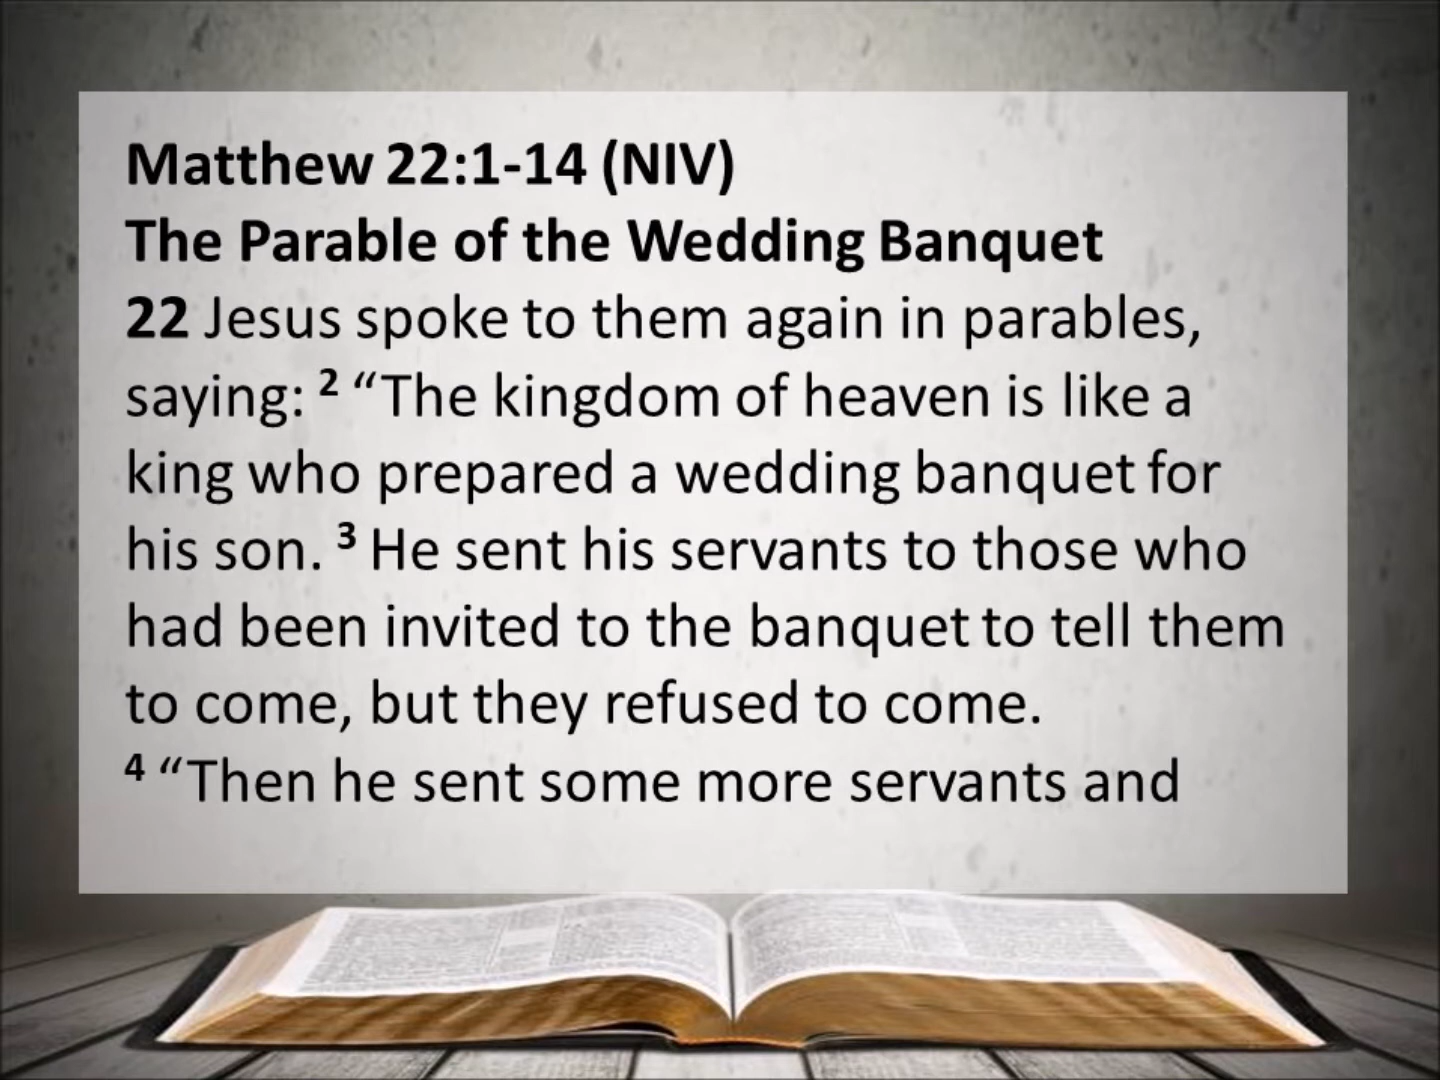 Matthew 22:1-14 (NIV)
The Parable of the Wedding Banquet
22 Jesus spoke to them again in parables,
saying: 2 “The kingdom of heaven is like a
king who prepared a wedding banquet for
his son. 3 He sent his servants to those who
had been invited to the banquet to tell them
to come, but they refused to come.
4 “Then he sent some more servants and